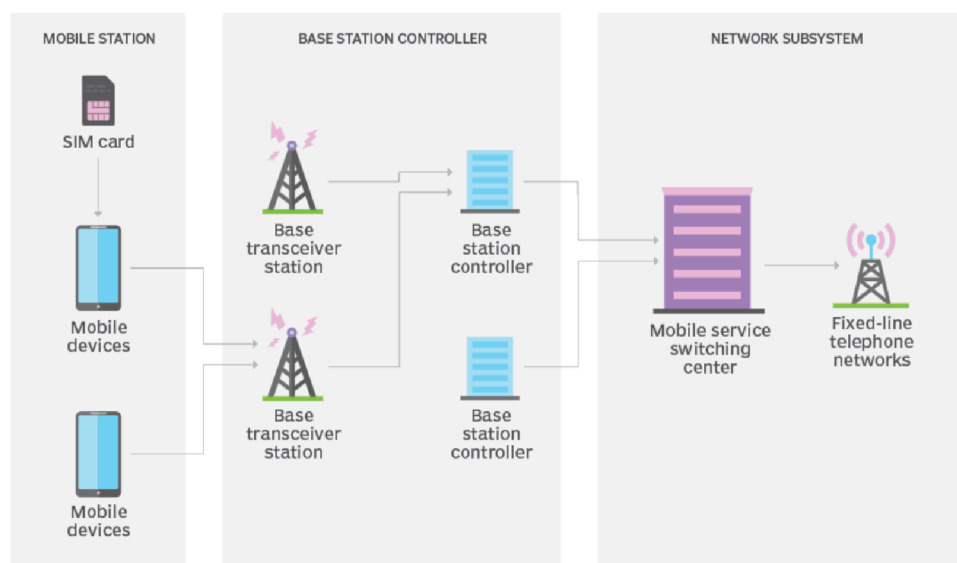 MOBILE STATION
SIM card
Mobile
devices
Mobile
devices
BASE STATION CONTROLLER
Base
transceiver
station
Base
station
controller
Base
transceiver
station
Base
station
controller
NETWORK SUBSYSTEM
Mobile service
switching
center
Fixed-line
telephone
networks